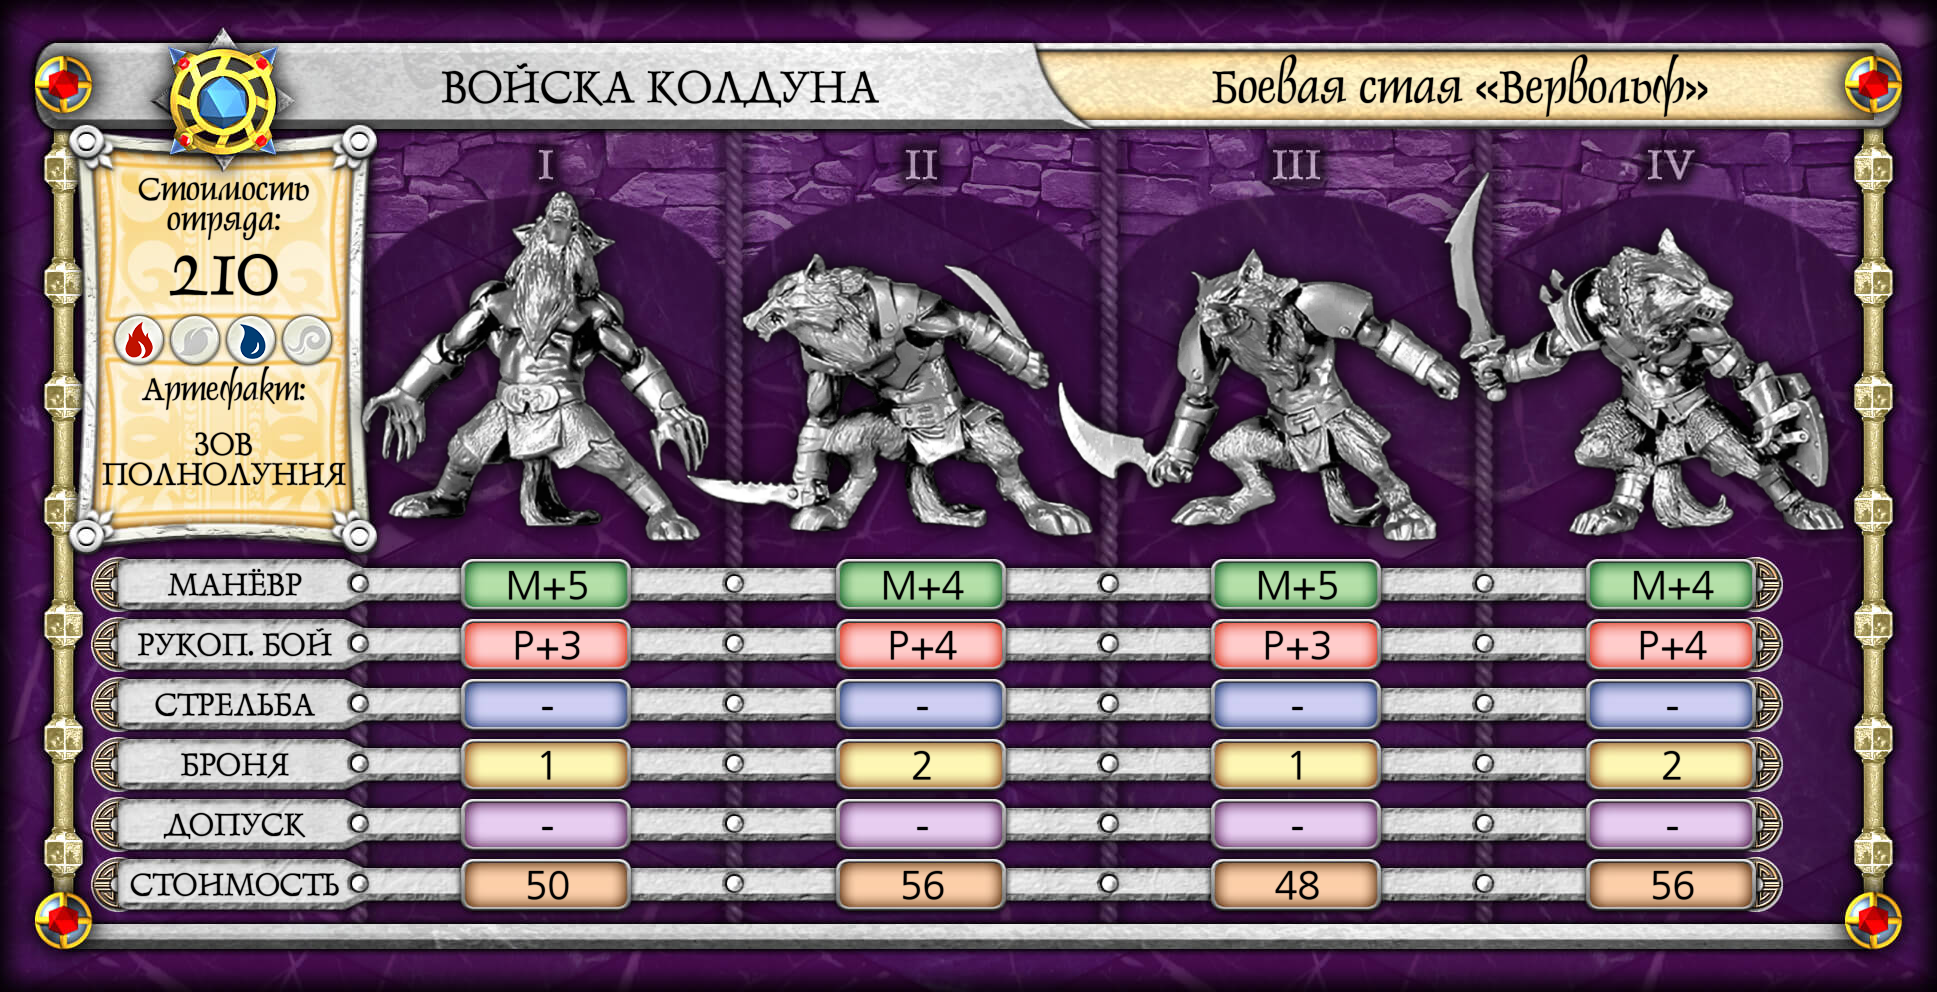 ВОЙСКА КОЛДУНА
Боевая стая «Вервольф»
Стоимость
отряда:
210
Артефакт:
ЗОВ
ПОЛНОЛУНИЯ
I II III IV
МАНЁВР М+5 М+4 М+5 М+4
РУКОП. БОЙ Р+3 Р+4 Р+3 Р+4
СТРЕЛЬБА - - - -
БРОНЯ 1 2 1 2
ДОПУСК - - - -
СТОИМОСТЬ 50 56 48 56